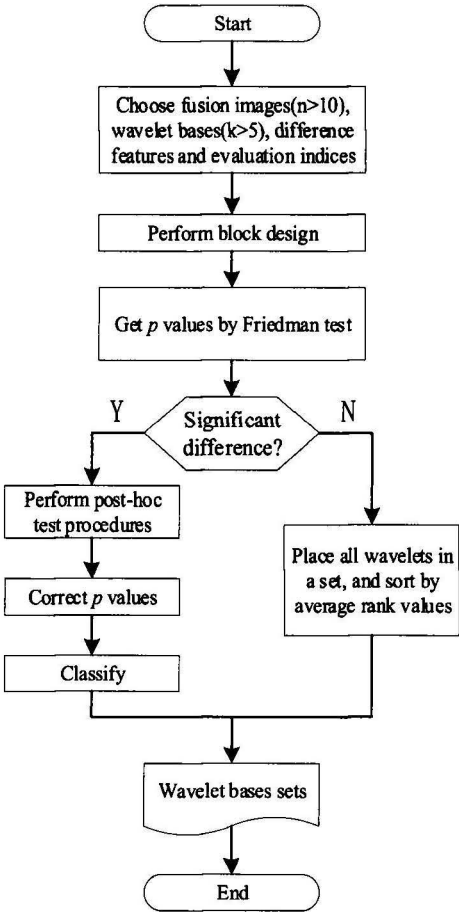 Start
Choose fusion images(n>10),
wavelet bases(k>5), difference
features and evaluation indices
Perform block design
Get p values by Friedman test
Y
Significant
difference?
N
Perform post-hoc
test procedures
Correct p values
Classify
Place all wavelets in
a set, and sort by
average rank values
Wavelet bases sets
End